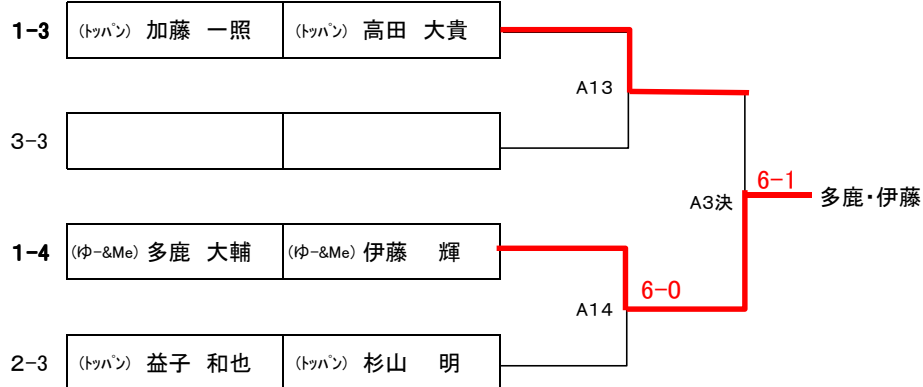 1-3 (トッパン) 加藤 一照 (トッパン) 高田 大貴
A13
3-3
6-1
A3決 多鹿・伊藤
1-4 (ゆー&Me) 多鹿 大輔 (ゆー&Me) 伊藤 輝
6-0
A14
2-3 (トッパン) 益子 和也 (トッパン) 杉山 明